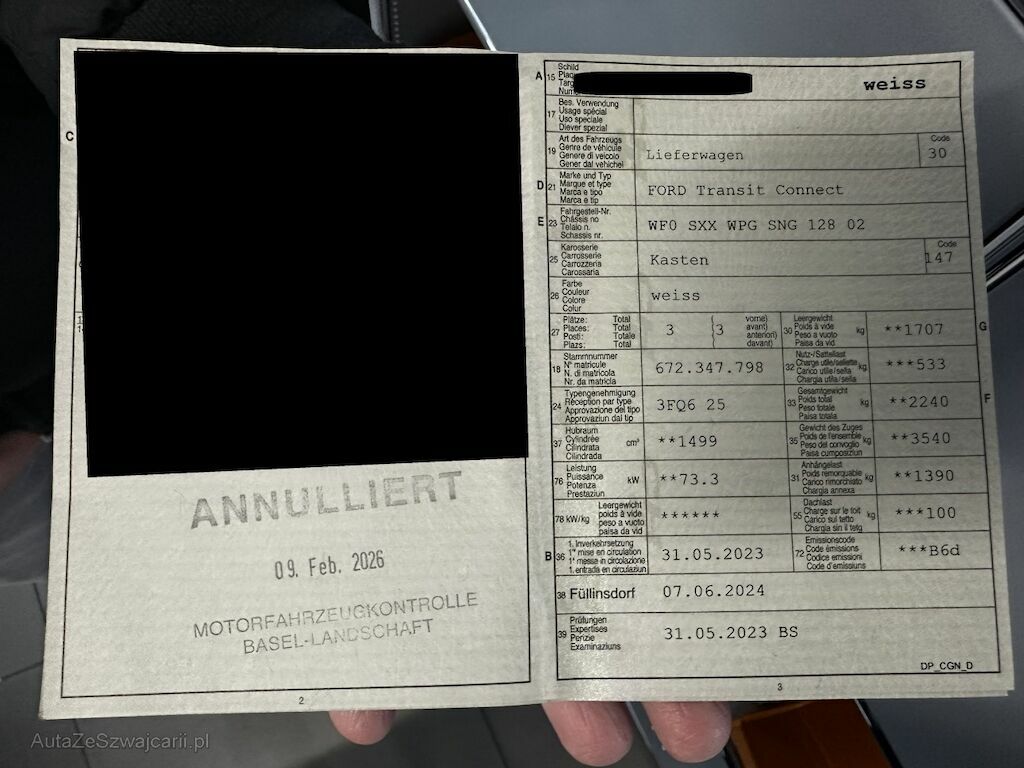 C
ANNULLIERT
09. Feb. 2026
MOTORFAHRZEUGKONTROLLE
BASEL-LANDSCHAFT
2
A 15 Schild
weiss
17 Bes. Verwendung
Usage spécial
Uso speciale
Diever spezial
19 Art des Fahrzeugs
Genre de véhicule
Genere di veicolo
Gener dal vehichel
Lieferwagen
Code
30
D 21 Marke und Typ
Marque et type
Marca e tipo
Marca e tip
FORD Transit Connect
E 23 Fahrgestell-Nr.
Châssis no
Telaio n.
Schassis nr.
WF0 SXX WPG SNG 128 02
25 Karosserie
Carrosserie
Carrozzeria
Carossaria
Kasten
Code
147
26 Farbe
Couleur
Colore
Colur
weiss
27 Plätze: Total
Places: Total
Posti: Totale
Plazs: Total
3 (3 vorne)
avant)
anteriori)
davant)
30 Leergewicht
Poids à vide
Peso a vuoto
Paisa da vid
kg
**1707
G
18 Stammnummer
N° matricule
N. di matricola
Nr. da matricla
672.347.798
32 Nutz-/Sattellast
Charge utile/sellette
Carico utile/sella
Chargia utila/sella
kg
***533
24 Typengenehmigung
Réception par type
Approvazione del tipo
Approvaziun dal tip
3FQ6 25
33 Gesamtgewicht
Poids total
Peso totale
Paisa totala
kg
**2240
F
37 Hubraum
Cylindrée
Cilindrata
Cilindrada
cm³
**1499
35 Gewicht des Zuges
Poids de l'ensemble
Peso del convoglio
Paisa cumposiziun
kg
**3540
76 Leistung
Puissance
Potenza
Prestaziun
kW
**73.3
31 Anhängelast
Poids remorquable
Carico rimorchiato
Chargia annexa
kg
**1390
78 kW/kg
Leergewicht
poids à vide
peso a vuoto
paisa da vid
******
55 Dachlast
Charge sur le toit
Carico sul tetto
Chargia sin il tetg
kg
***100
B 36 1. Inverkehrsetzung
1re mise en circulation
1a messa in circolazione
1. entrada en circulaziun
31.05.2023
72 Emissionscode
Code émissions
Codice emissioni
Code d'emissiuns
***B6d
38 Füllinsdorf
07.06.2024
39 Prüfungen
Expertises
Perizie
Examinaziuns
31.05.2023 BS
DP_CGN_D
3
AutaZeSzwajcarii.pl